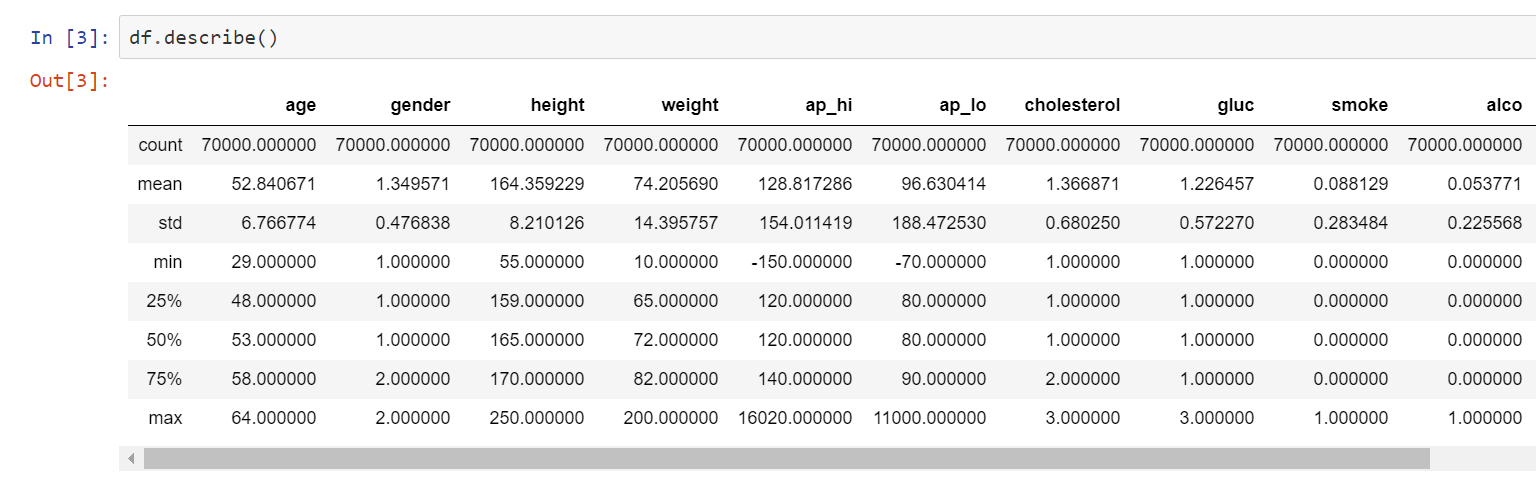 In [3]: df.describe()
Out[3]:
age gender height weight ap_hi ap_lo cholesterol gluc smoke alco
count 70000.000000 70000.000000 70000.000000 70000.000000 70000.000000 70000.000000 70000.000000 70000.000000 70000.000000 70000.000000
mean 52.840671 1.349571 164.359229 74.205690 128.817286 96.630414 1.366871 1.226457 0.088129 0.053771
std 6.766774 0.476838 8.210126 14.395757 154.011419 188.472530 0.680250 0.572270 0.283484 0.225568
min 29.000000 1.000000 55.000000 10.000000 -150.000000 -70.000000 1.000000 1.000000 0.000000 0.000000
25% 48.000000 1.000000 159.000000 65.000000 120.000000 80.000000 1.000000 1.000000 0.000000 0.000000
50% 53.000000 1.000000 165.000000 72.000000 120.000000 80.000000 1.000000 1.000000 0.000000 0.000000
75% 58.000000 2.000000 170.000000 82.000000 140.000000 90.000000 2.000000 1.000000 0.000000 0.000000
max 64.000000 2.000000 250.000000 200.000000 16020.000000 11000.000000 3.000000 3.000000 1.000000 1.000000